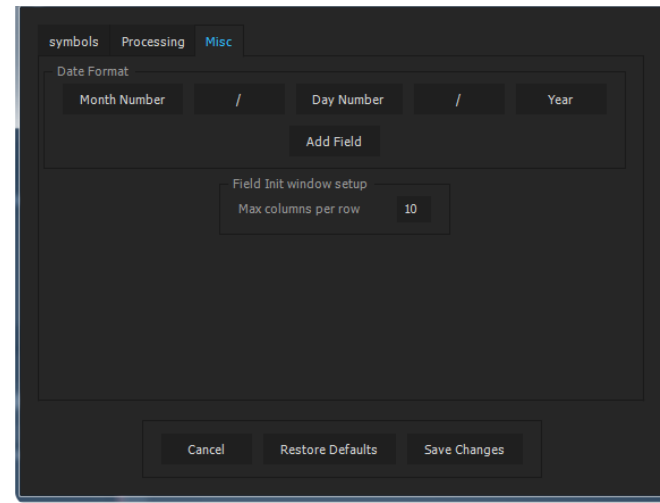 symbols Processing Misc
Date Format
Month Number / Day Number / Year
Add Field
Field Init window setup
Max columns per row 10
Cancel Restore Defaults Save Changes